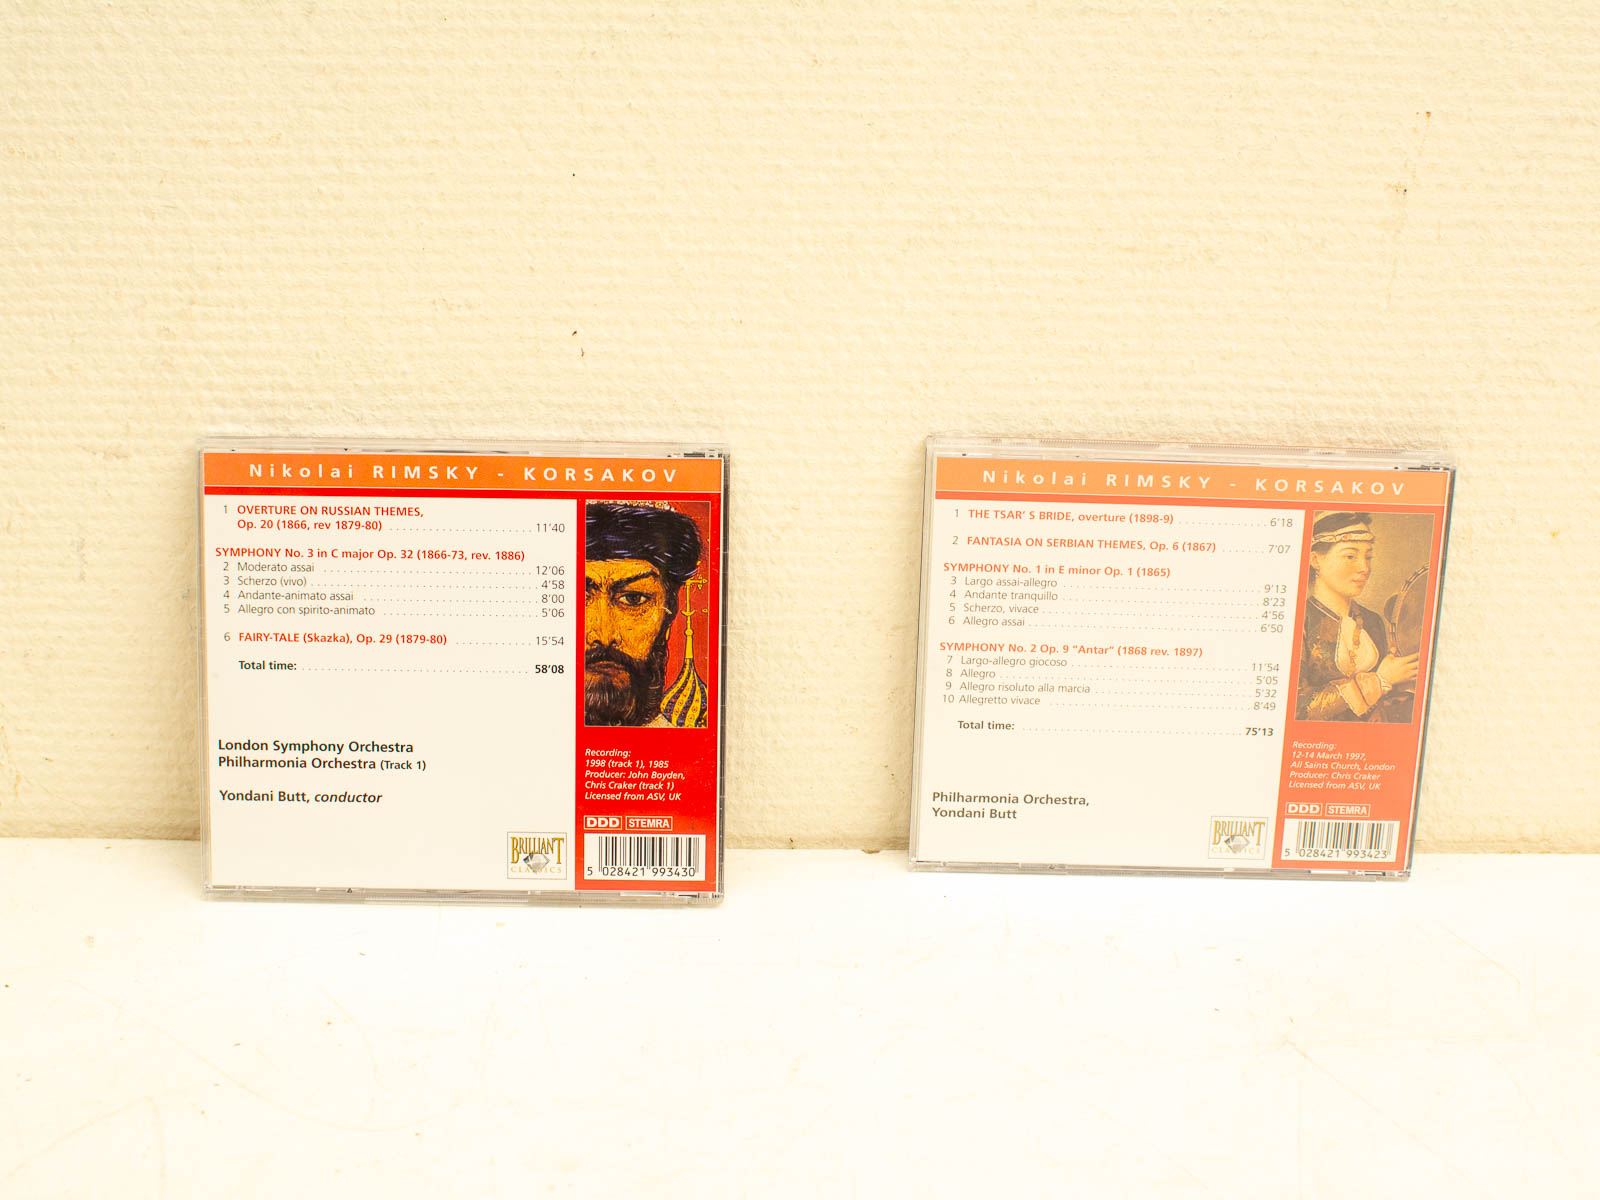 Nikolai RIMSKY - KORSAKOV
1 OVERTURE ON RUSSIAN THEMES,
Op. 20 (1866, rev 1879-80) 11'40
SYMPHONY No. 3 in C major Op. 32 (1866-73, rev. 1886)
2 Moderato assai 12'06
3 Scherzo (vivo) 4'58
4 Andante-animato assai 8'00
5 Allegro con spirito-animato 5'06
6 FAIRY-TALE (Skazka), Op. 29 (1879-80) 15'54
Total time: 58'08
London Symphony Orchestra
Philharmonia Orchestra (Track 1)
Yondani Butt, conductor
BRILLIANT
CLASSICS
Recording:
1998 (track 1), 1985
Producer: John Boyden,
Chris Craker (track 1)
Licensed from ASV, UK
DDD STEMRA
5 028421 993430
Nikolai RIMSKY - KORSAKOV
1 THE TSAR' S BRIDE, overture (1898-9) 6'18
2 FANTASIA ON SERBIAN THEMES, Op. 6 (1867) 7'07
SYMPHONY No. 1 in E minor Op. 1 (1865)
3 Largo assai-allegro 9'13
4 Andante tranquillo 8'23
5 Scherzo, vivace 4'56
6 Allegro assai 6'50
SYMPHONY No. 2 Op. 9 "Antar" (1868 rev. 1897)
7 Largo-allegro giocoso 11'54
8 Allegro 5'05
9 Allegro risoluto alla marcia 5'32
10 Allegretto vivace 8'49
Total time: 75'13
Philharmonia Orchestra,
Yondani Butt
BRILLIANT
CLASSICS
Recording:
12-14 March 1997,
All Saints Church, London
Producer: Chris Craker
Licensed from ASV, UK
DDD STEMRA
5 028421 993423